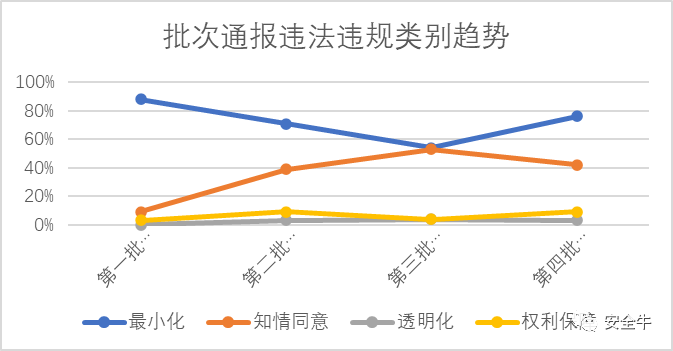 批次通报违法违规类别趋势
100%
80%
60%
40%
20%
0%
第一批… 第二批… 第三批… 第四批…
最小化 知情同意 透明化 权利保障 安全牛